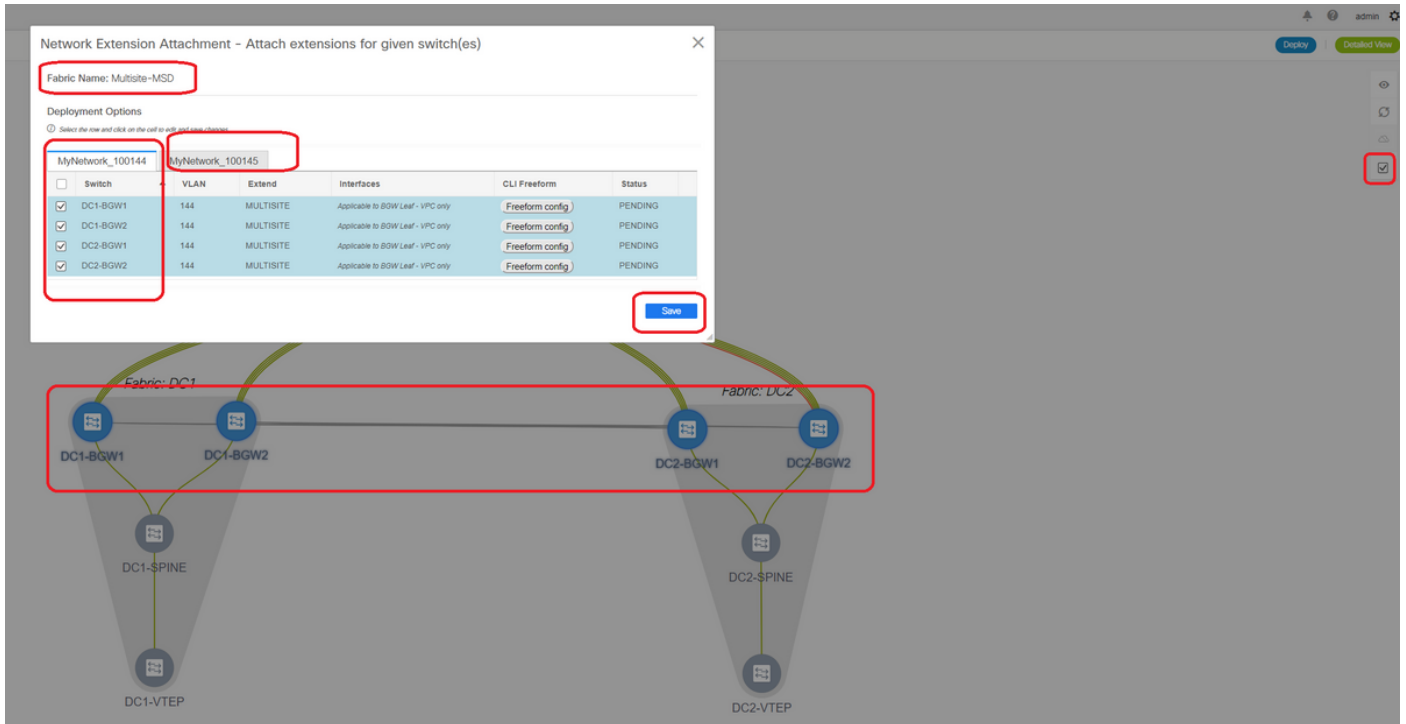 admin
Deploy
Detailed View
Network Extension Attachment - Attach extensions for given switch(es)
Fabric Name: Multisite-MSD
Deployment Options
Select the row and click on the cell to edit and save changes
MyNetwork_100144 MyNetwork_100145
Switch VLAN Extend Interfaces CLI Freeform Status
DC1-BGW1 144 MULTISITE Applicable to BGW Leaf - VPC only Freeform config PENDING
DC1-BGW2 144 MULTISITE Applicable to BGW Leaf - VPC only Freeform config PENDING
DC2-BGW1 144 MULTISITE Applicable to BGW Leaf - VPC only Freeform config PENDING
DC2-BGW2 144 MULTISITE Applicable to BGW Leaf - VPC only Freeform config PENDING
Save
Fabric: DC1
Fabric: DC2
DC1-BGW1
DC1-BGW2
DC2-BGW1
DC2-BGW2
DC1-SPINE
DC2-SPINE
DC1-VTEP
DC2-VTEP